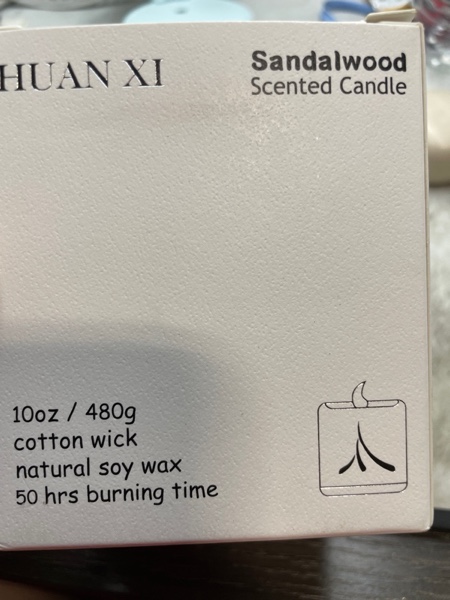 HUAN XI
Sandalwood
Scented Candle
10oz / 480g
cotton wick
natural soy wax
50 hrs burning time